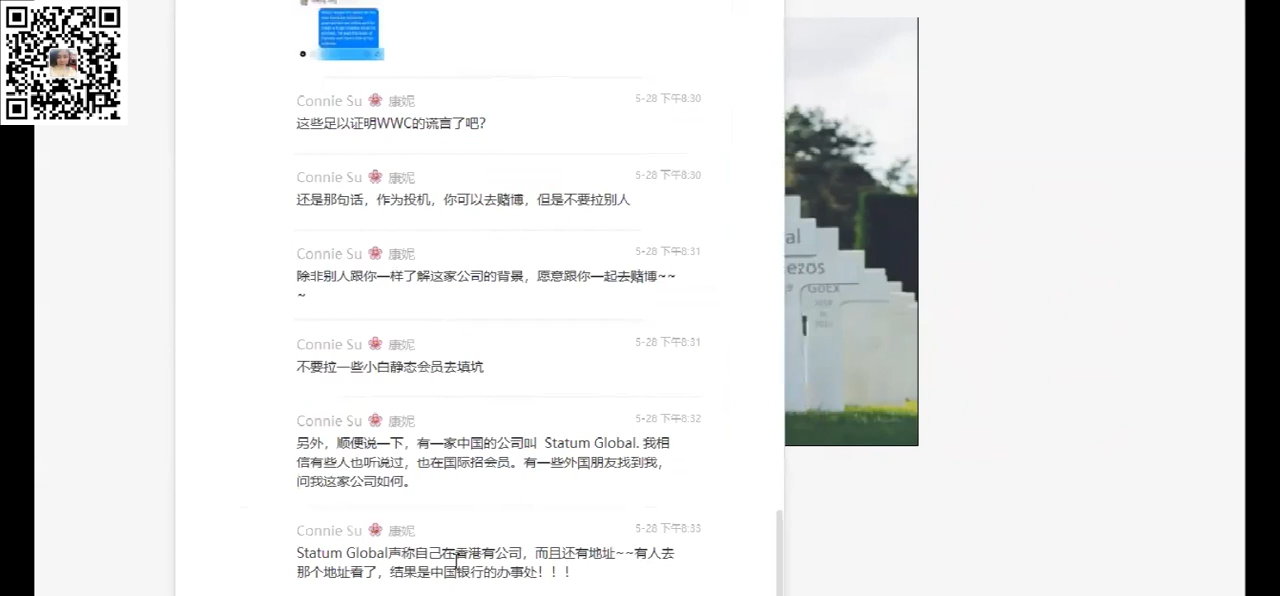 Connie Su 康妮
5-28 下午8:30
这些足以证明WWC的谎言了吧?
Connie Su 康妮
5-28 下午8:30
还是那句话，作为投机，你可以去赌博，但是不要拉别人
Connie Su 康妮
5-28 下午8:31
除非别人跟你一样了解这家公司的背景，愿意跟你一起去赌博~~
~
Connie Su 康妮
5-28 下午8:31
不要拉一些小白静态会员去填坑
Connie Su 康妮
5-28 下午8:32
另外，顺便说一下，有一家中国的公司叫 Statum Global. 我相
信有些人也听说过，也在国际招会员。有一些外国朋友找到我，
问我这家公司如何。
Connie Su 康妮
5-28 下午8:33
Statum Global声称自己在香港有公司，而且还有地址~~有人去
那个地址看了，结果是中国银行的办事处！！！
al
ezos
GoEX